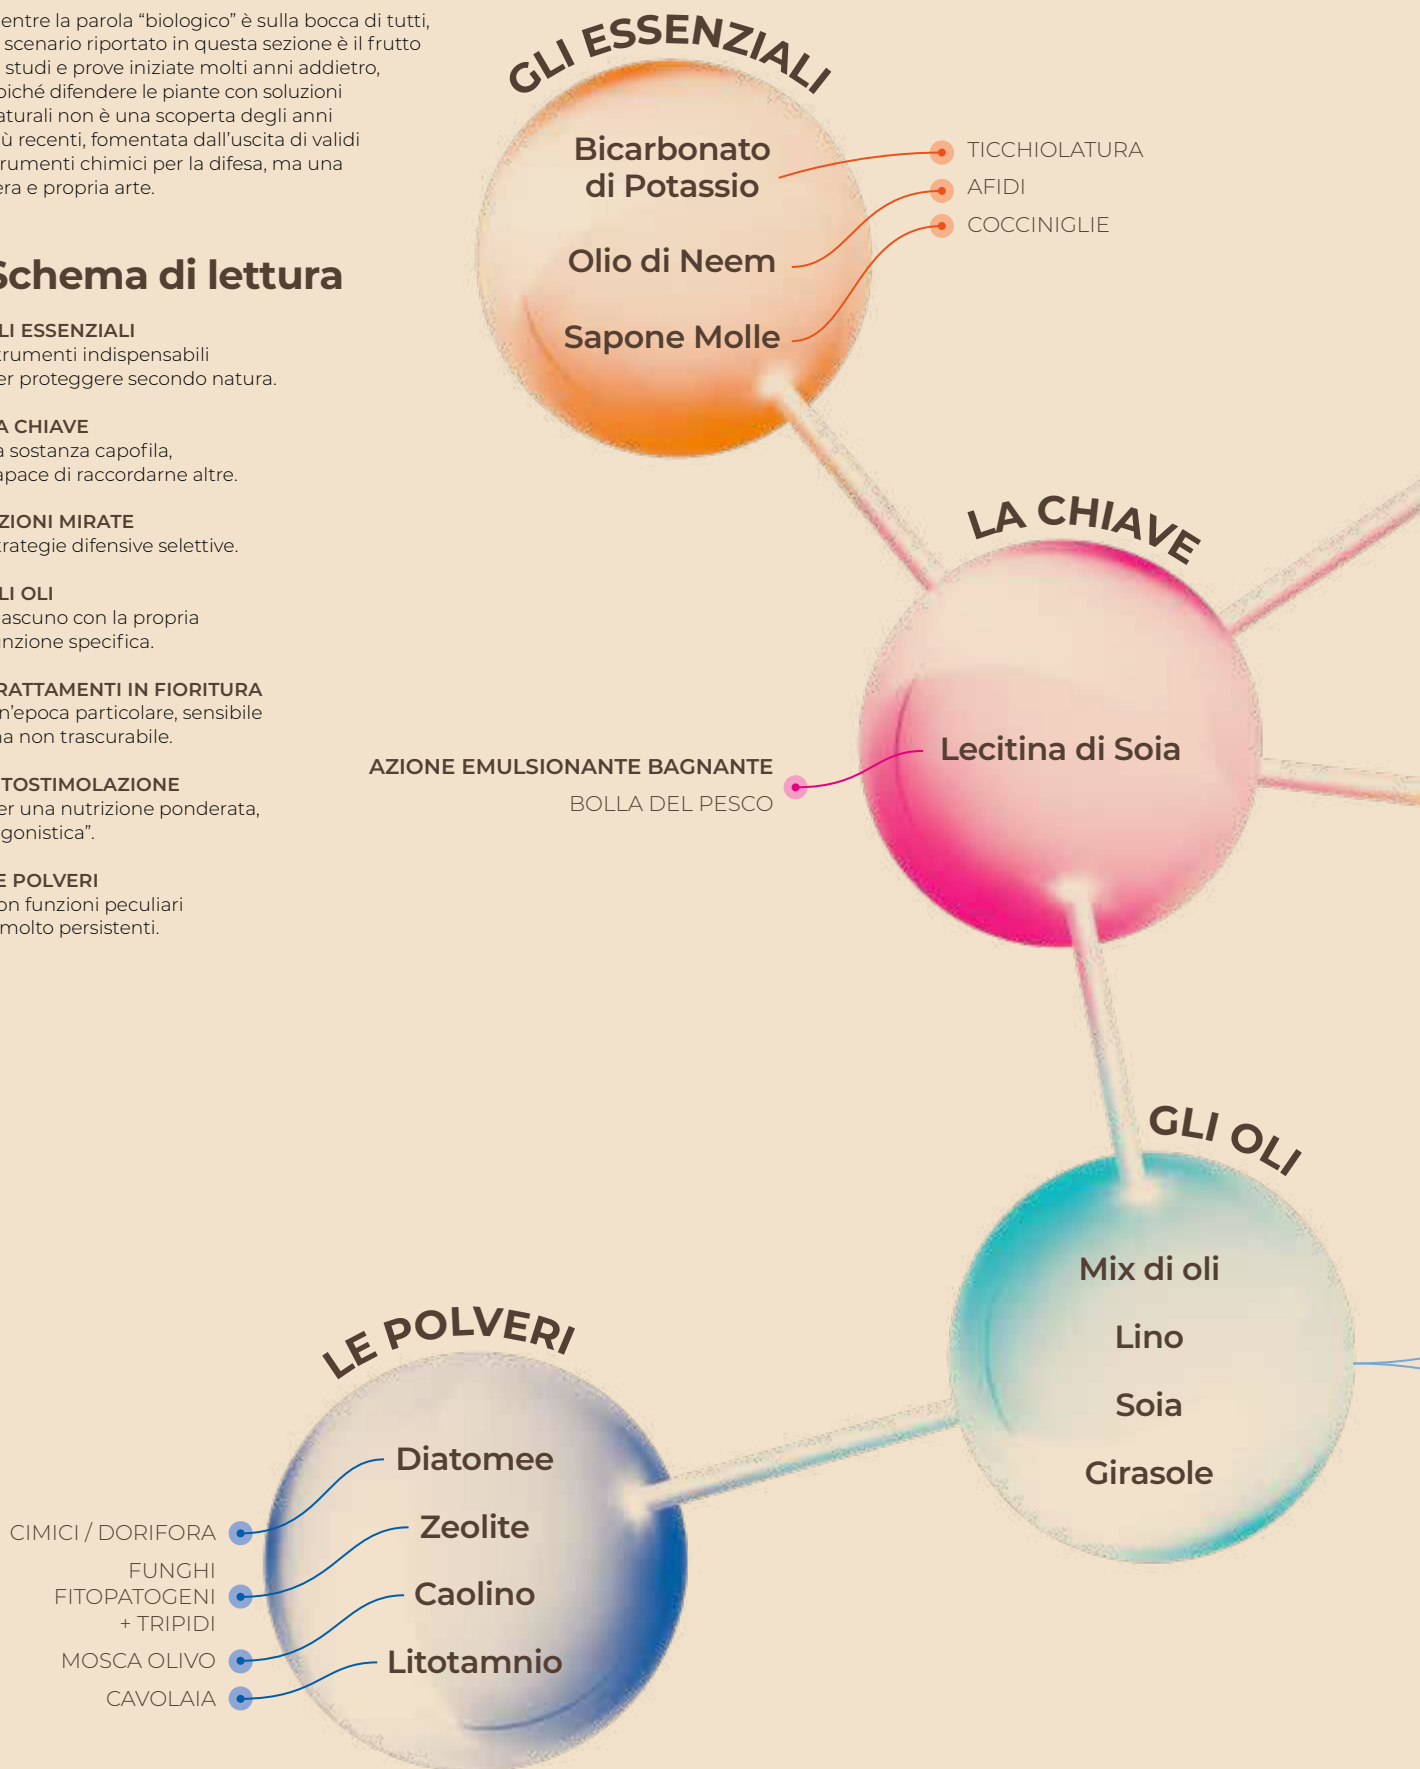 entre la parola “biologico” è sulla bocca di tutti,
scenario riportato in questa sezione è il frutto
studi e prove iniziate molti anni addietro,
oiché difendere le piante con soluzioni
aturali non è una scoperta degli anni
ù recenti, fomentata dall’uscita di validi
rumenti chimici per la difesa, ma una
era e propria arte.
Schema di lettura
LI ESSENZIALI
trumenti indispensabili
er proteggere secondo natura.
A CHIAVE
a sostanza capofila,
apace di raccordarne altre.
ZIONI MIRATE
trategie difensive selettive.
LI OLI
iascuno con la propria
unzione specifica.
RATTAMENTI IN FIORITURA
n’epoca particolare, sensibile
a non trascurabile.
TOSTIMOLAZIONE
er una nutrizione ponderata,
gonistica”.
E POLVERI
on funzioni peculiari
molto persistenti.
GLI ESSENZIALI
Bicarbonato
di Potassio
Olio di Neem
Sapone Molle
TICCHIOLATURA
AFIDI
COCCINIGLIE
LA CHIAVE
Lecitina di Soia
AZIONE EMULSIONANTE BAGNANTE
BOLLA DEL PESCO
GLI OLI
Mix di oli
Lino
Soia
Girasole
LE POLVERI
Diatomee
Zeolite
Caolino
Litotamnio
CIMICI / DORIFORA
FUNGHI
FITOPATOGENI
+ TRIPIDI
MOSCA OLIVO
CAVOLAIA